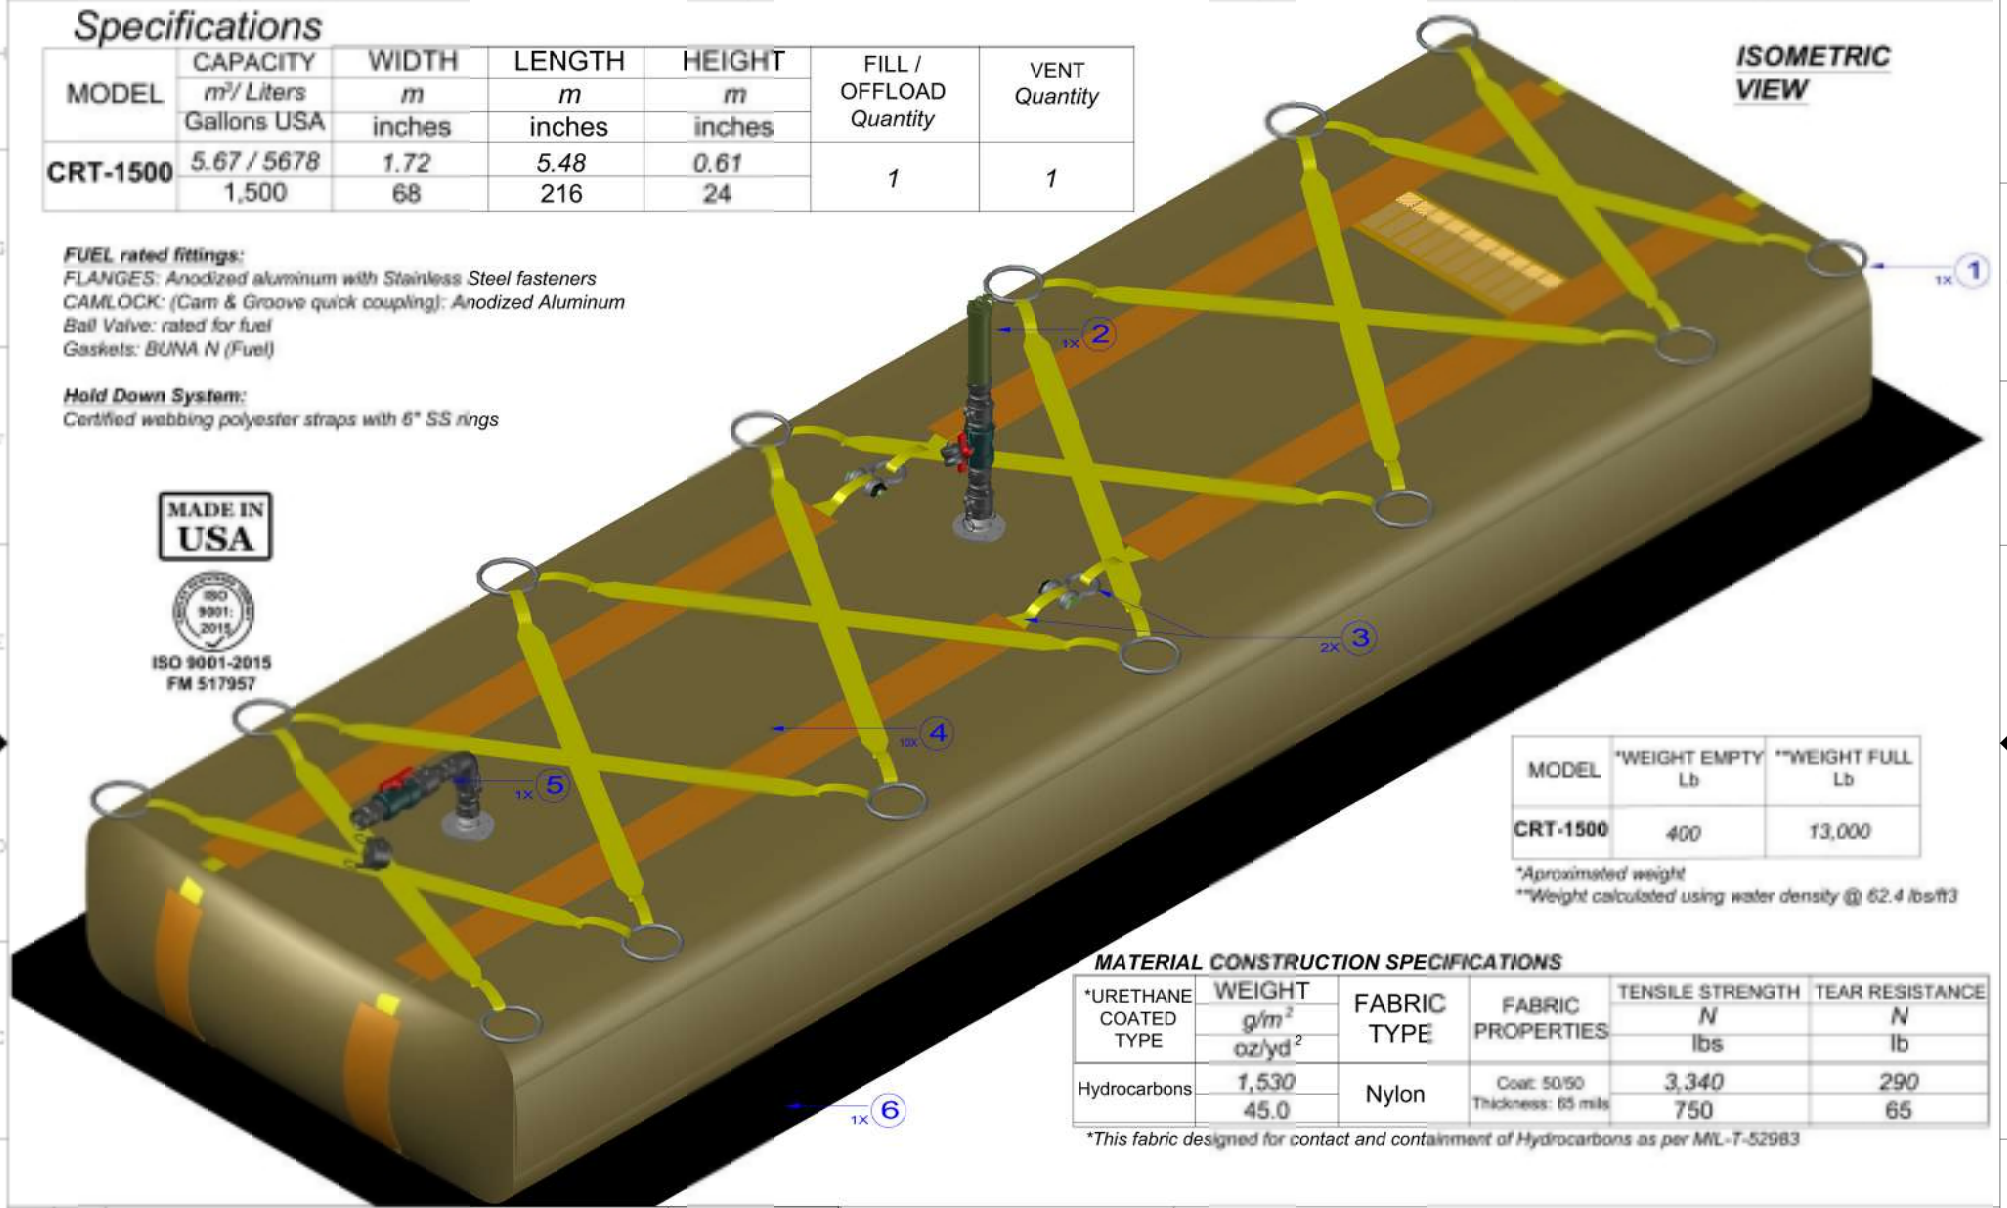 Specifications
MODEL
CAPACITY
m³/ Liters
Gallons USA
WIDTH
m
inches
LENGTH
m
inches
HEIGHT
m
inches
FILL /
OFFLOAD
Quantity
VENT
Quantity
CRT-1500
5.67 / 5678
1,500
1.72
68
5.48
216
0.61
24
1
1
ISOMETRIC
VIEW
FUEL rated fittings:
FLANGES: Anodized aluminum with Stainless Steel fasteners
CAMLOCK: (Cam & Groove quick coupling): Anodized Aluminum
Ball Valve: rated for fuel
Gaskets: BUNA N (Fuel)
Hold Down System:
Certified webbing polyester straps with 6" SS rings
MADE IN
USA
ISO
9001:
2015
ISO 9001-2015
FM 517957
1X 1
1X 2
2X 3
10X 4
1X 5
1X 6
MODEL
*WEIGHT EMPTY
Lb
**WEIGHT FULL
Lb
CRT-1500
400
13,000
*Aproximated weight
**Weight calculated using water density @ 62.4 lbs/ft3
MATERIAL CONSTRUCTION SPECIFICATIONS
*URETHANE
COATED
TYPE
WEIGHT
g/m²
oz/yd²
FABRIC
TYPE
FABRIC
PROPERTIES
TENSILE STRENGTH
N
lbs
TEAR RESISTANCE
N
lb
Hydrocarbons
1,530
45.0
Nylon
Coat: 50/50
Thickness: 65 mils
3,340
750
290
65
*This fabric designed for contact and containment of Hydrocarbons as per MIL-T-52983